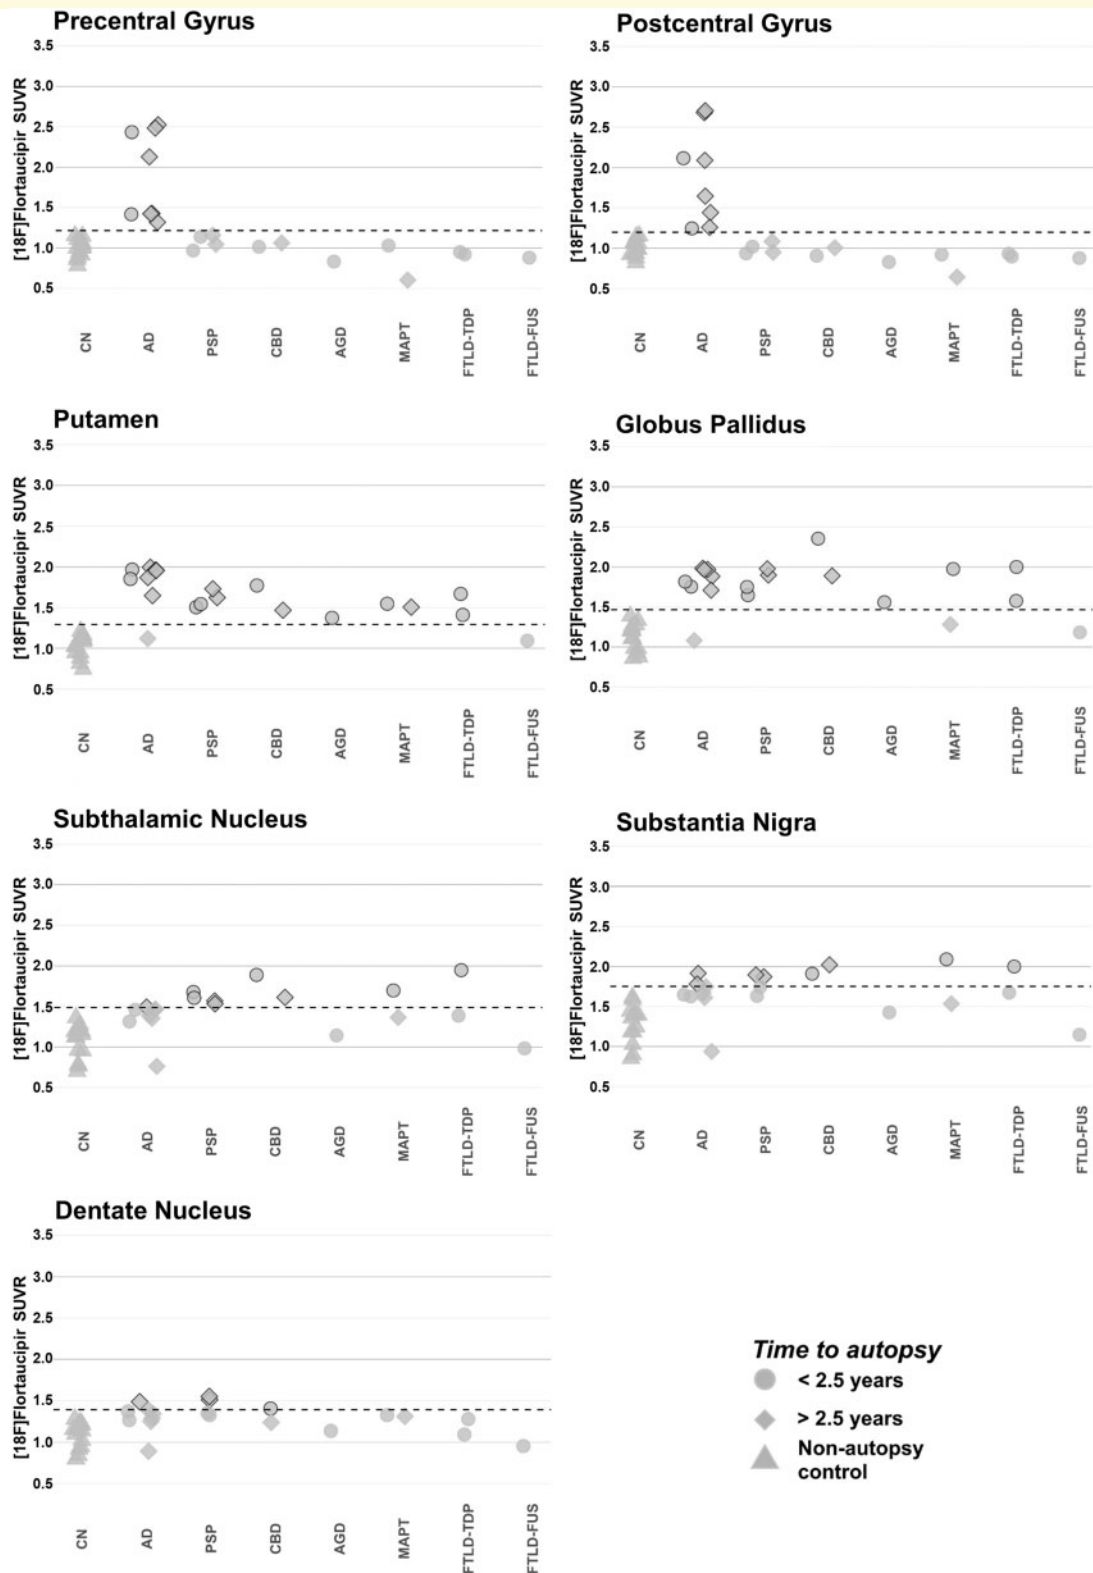 Precentral Gyrus
[18F]Flortaucipir SUVR
3.5
3.0
2.5
2.0
1.5
1.0
0.5
CN AD PSP CBD AGD MAPT FTLD-TDP FTLD-FUS
Postcentral Gyrus
[18F]Flortaucipir SUVR
3.5
3.0
2.5
2.0
1.5
1.0
0.5
CN AD PSP CBD AGD MAPT FTLD-TDP FTLD-FUS
Putamen
[18F]Flortaucipir SUVR
3.5
3.0
2.5
2.0
1.5
1.0
0.5
CN AD PSP CBD AGD MAPT FTLD-TDP FTLD-FUS
Globus Pallidus
[18F]Flortaucipir SUVR
3.5
3.0
2.5
2.0
1.5
1.0
0.5
CN AD PSP CBD AGD MAPT FTLD-TDP FTLD-FUS
Subthalamic Nucleus
[18F]Flortaucipir SUVR
3.5
3.0
2.5
2.0
1.5
1.0
0.5
CN AD PSP CBD AGD MAPT FTLD-TDP FTLD-FUS
Substantia Nigra
[18F]Flortaucipir SUVR
3.5
3.0
2.5
2.0
1.5
1.0
0.5
CN AD PSP CBD AGD MAPT FTLD-TDP FTLD-FUS
Dentate Nucleus
[18F]Flortaucipir SUVR
3.5
3.0
2.5
2.0
1.5
1.0
0.5
CN AD PSP CBD AGD MAPT FTLD-TDP FTLD-FUS
Time to autopsy
< 2.5 years
> 2.5 years
Non-autopsy
control